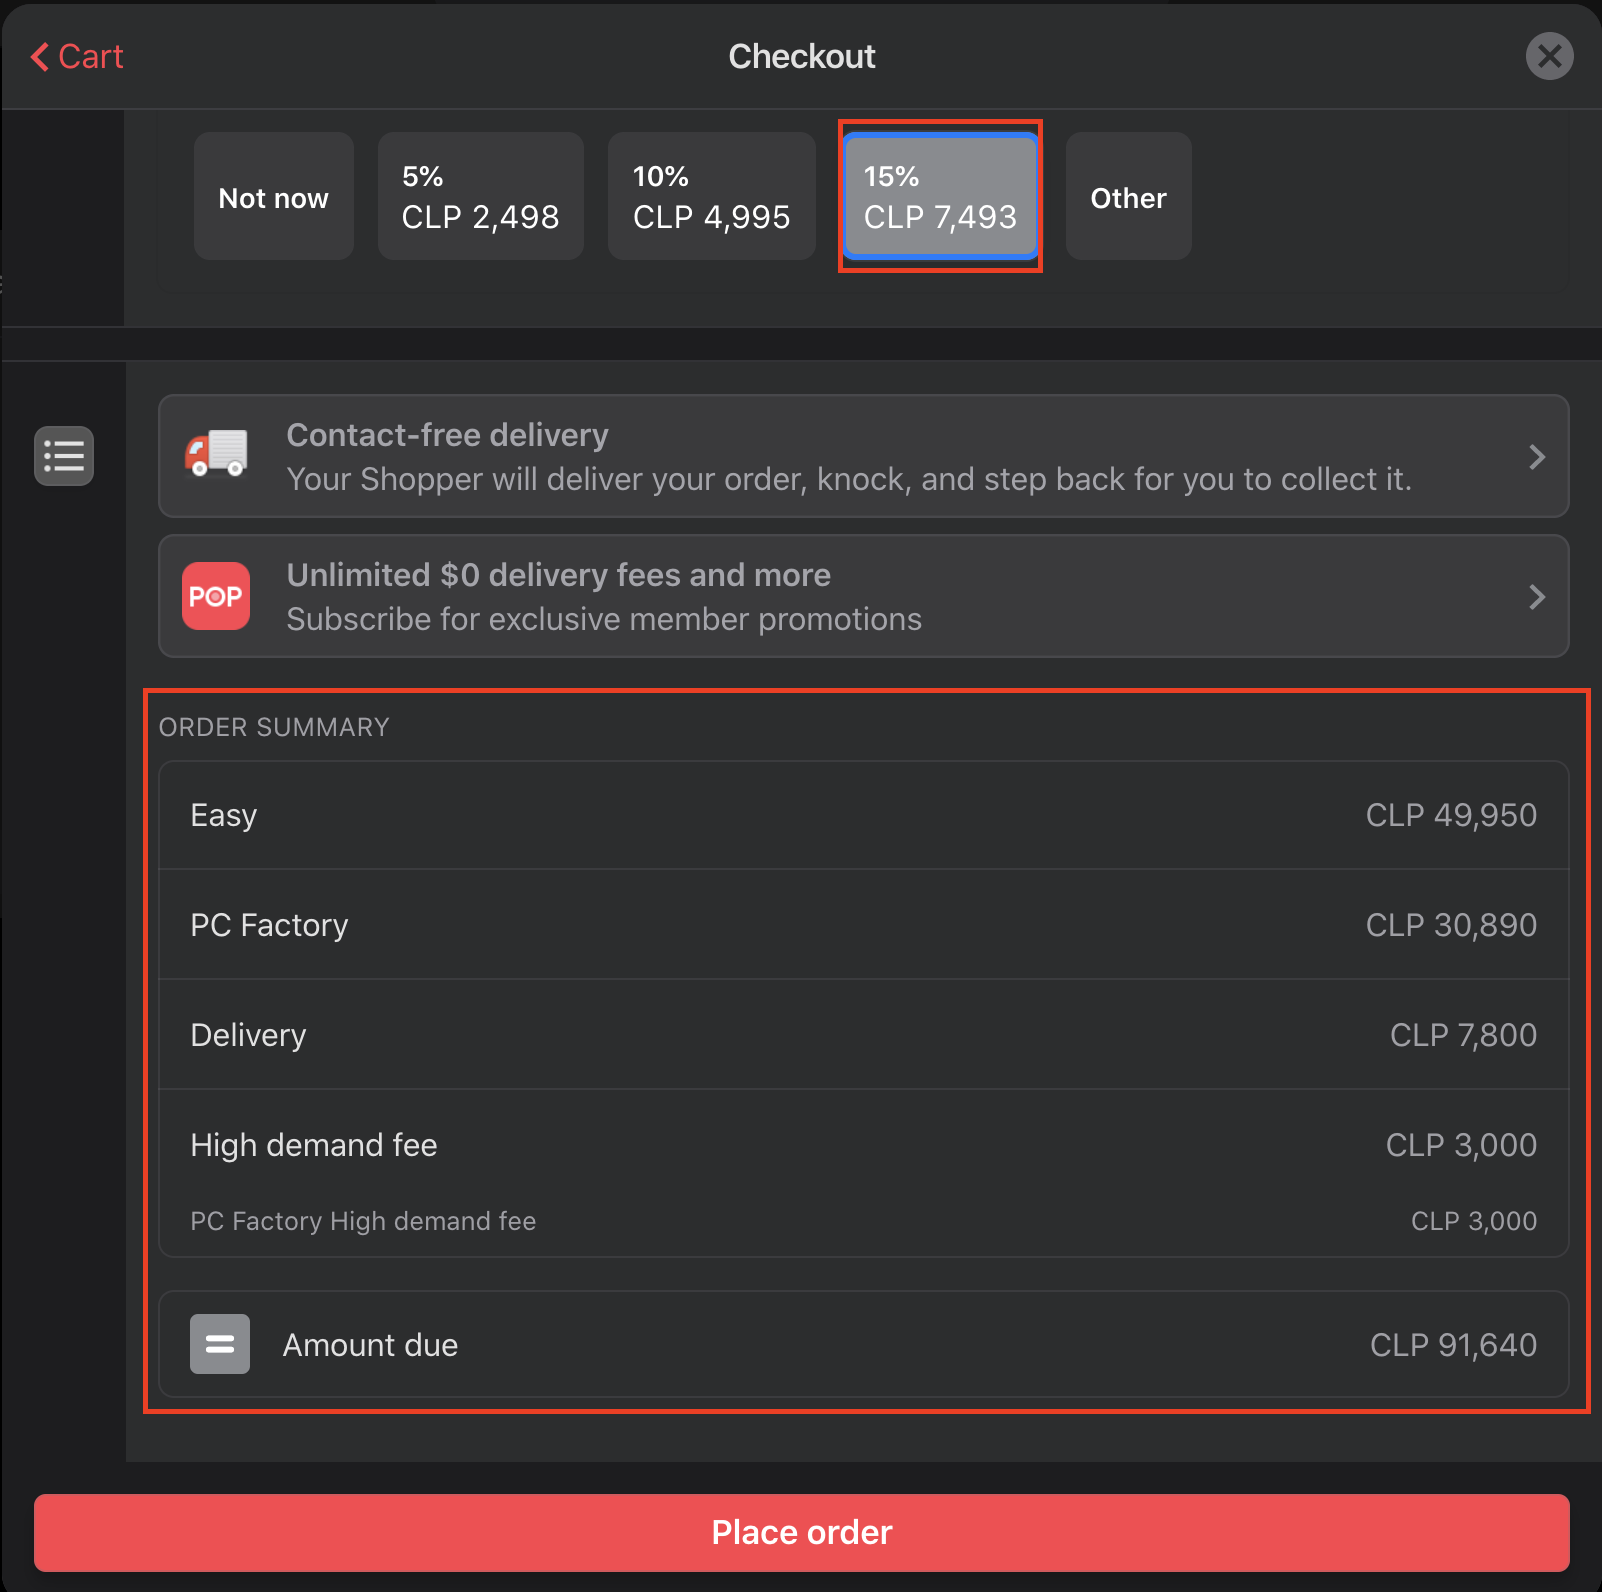 Cart
Checkout
Not now
5%
CLP 2,498
10%
CLP 4,995
15%
CLP 7,493
Other
Contact-free delivery
Your Shopper will deliver your order, knock, and step back for you to collect it.
POP
Unlimited $0 delivery fees and more
Subscribe for exclusive member promotions
ORDER SUMMARY
Easy CLP 49,950
PC Factory CLP 30,890
Delivery CLP 7,800
High demand fee CLP 3,000
PC Factory High demand fee CLP 3,000
Amount due CLP 91,640
Place order